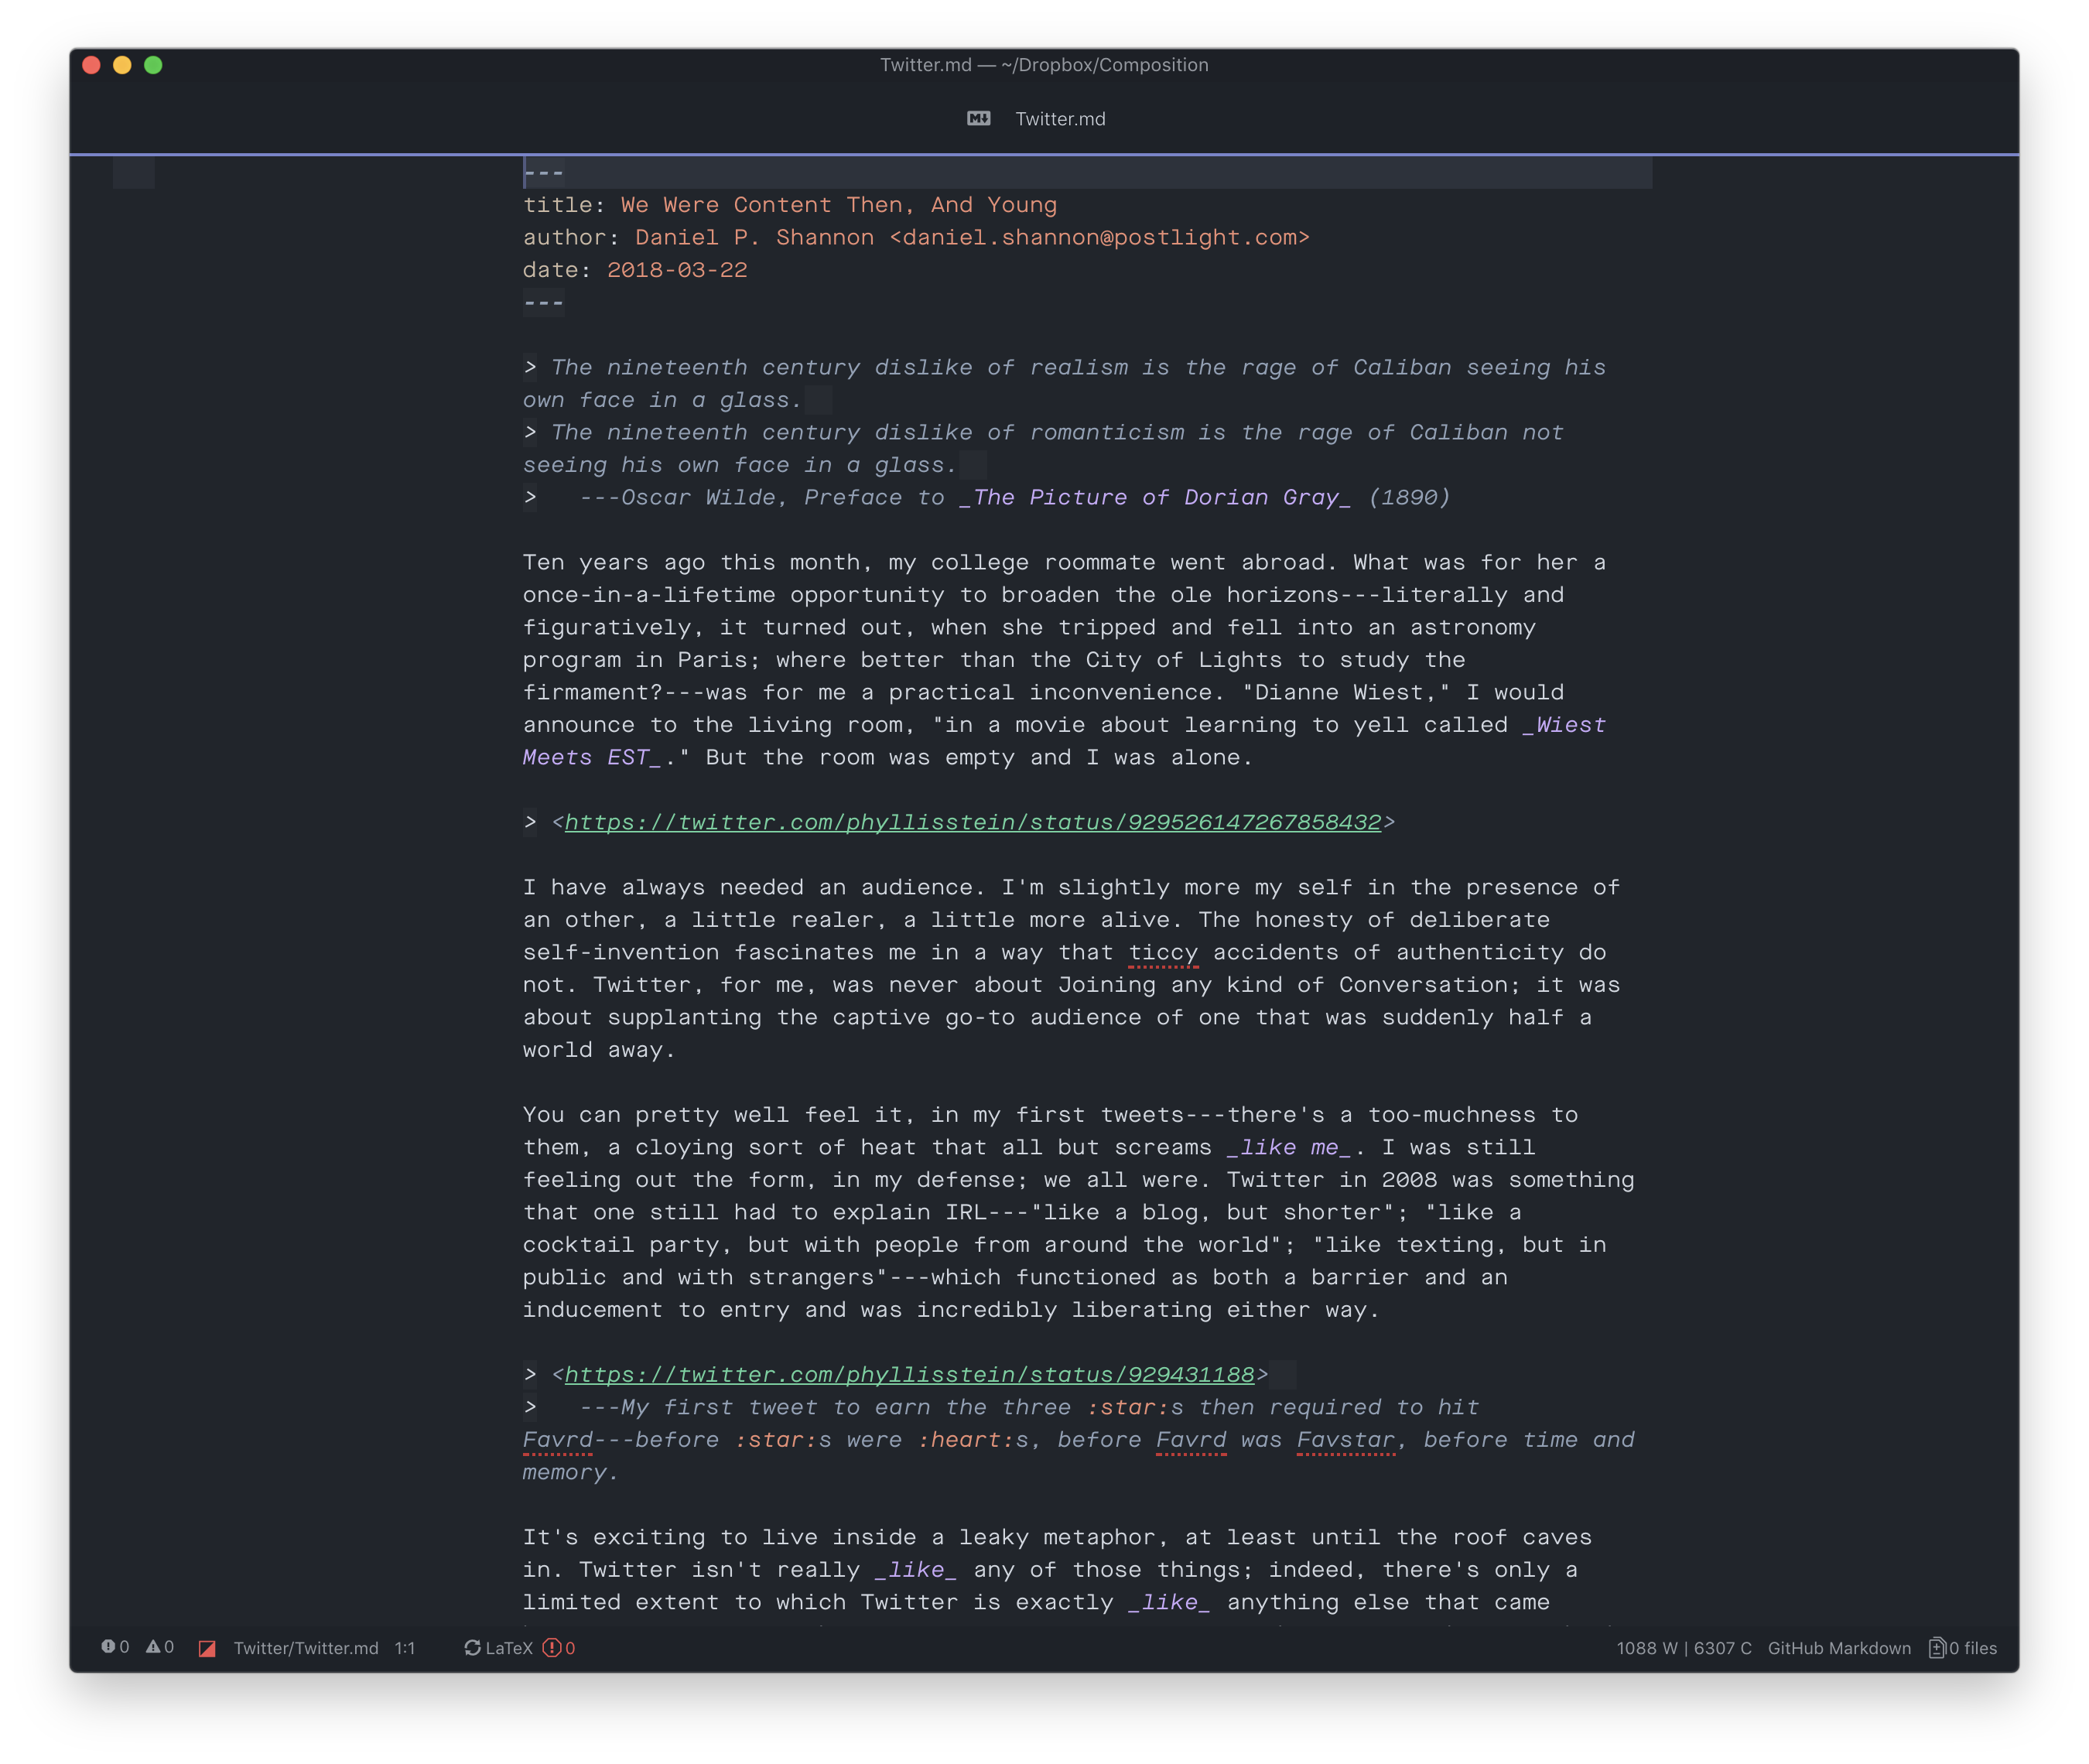 Twitter.md — ~/Dropbox/Composition
Twitter.md
---
title: We Were Content Then, And Young
author: Daniel P. Shannon <daniel.shannon@postlight.com>
date: 2018-03-22
---
> The nineteenth century dislike of realism is the rage of Caliban seeing his
own face in a glass.
> The nineteenth century dislike of romanticism is the rage of Caliban not
seeing his own face in a glass.
>   ---Oscar Wilde, Preface to _The Picture of Dorian Gray_ (1890)
Ten years ago this month, my college roommate went abroad. What was for her a
once-in-a-lifetime opportunity to broaden the ole horizons---literally and
figuratively, it turned out, when she tripped and fell into an astronomy
program in Paris; where better than the City of Lights to study the
firmament?---was for me a practical inconvenience. "Dianne Wiest," I would
announce to the living room, "in a movie about learning to yell called _Wiest
Meets EST_." But the room was empty and I was alone.
> <https://twitter.com/phyllisstein/status/929526147267858432>
I have always needed an audience. I'm slightly more my self in the presence of
an other, a little realer, a little more alive. The honesty of deliberate
self-invention fascinates me in a way that ticcy accidents of authenticity do
not. Twitter, for me, was never about Joining any kind of Conversation; it was
about supplanting the captive go-to audience of one that was suddenly half a
world away.
You can pretty well feel it, in my first tweets---there's a too-muchness to
them, a cloying sort of heat that all but screams _like me_. I was still
feeling out the form, in my defense; we all were. Twitter in 2008 was something
that one still had to explain IRL---"like a blog, but shorter"; "like a
cocktail party, but with people from around the world"; "like texting, but in
public and with strangers"---which functioned as both a barrier and an
inducement to entry and was incredibly liberating either way.
> <https://twitter.com/phyllisstein/status/929431188>
>   ---My first tweet to earn the three :star:s then required to hit
Favrd---before :star:s were :heart:s, before Favrd was Favstar, before time and
memory.
It's exciting to live inside a leaky metaphor, at least until the roof caves
in. Twitter isn't really _like_ any of those things; indeed, there's only a
limited extent to which Twitter is exactly _like_ anything else that came
0 0 Twitter/Twitter.md 1:1 LaTeX 0 1088 W | 6307 C GitHub Markdown 0 files